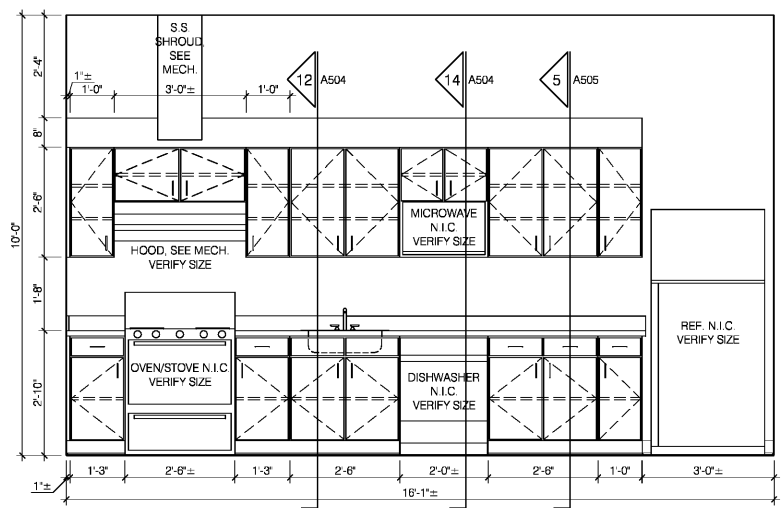 S.S.
SHROUD,
SEE
MECH.
2'-4"
1"±
1'-0"
3'-0"±
1'-0"
12
A504
14
A504
5
A505
8"
10'-0"
2'-6"
MICROWAVE
N.I.C.
VERIFY SIZE
HOOD, SEE MECH.
VERIFY SIZE
1'-8"
REF. N.I.C.
VERIFY SIZE
OVEN/STOVE N.I.C.
VERIFY SIZE
DISHWASHER
N.I.C.
VERIFY SIZE
2'-10"
1'-3"
2'-6"±
1'-3"
2'-6"
2'-0"±
2'-6"
1'-0"
3'-0"±
1"±
16'-1"±